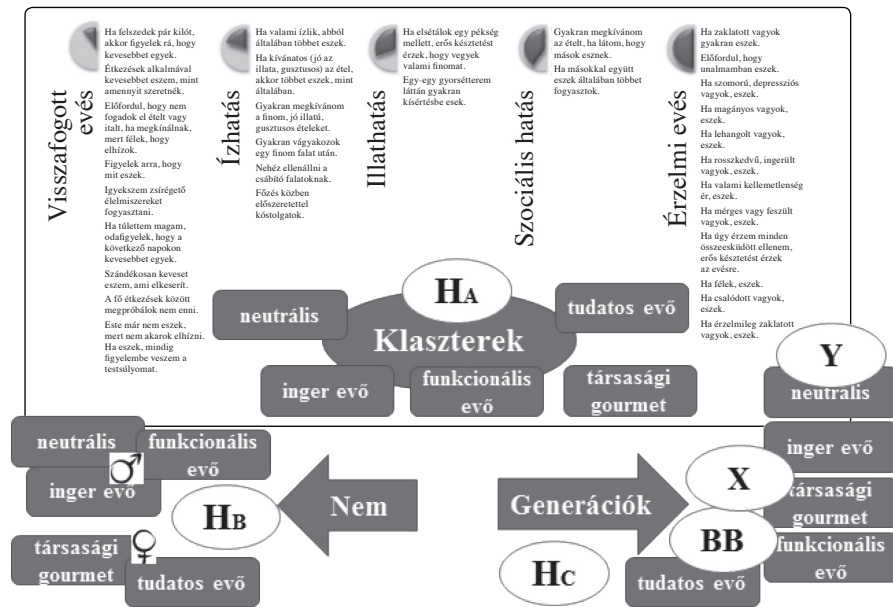 Visszafogott
evés
Ha felszedek pár kilót,
akkor figyelek rá, hogy
kevesebbet egyek.
Étkezések alkalmával
kevesebbet eszem, mint
amennyit szeretnék.
Előfordul, hogy nem
fogadok el ételt vagy
italt, ha megkínálnak,
mert félek, hogy
elhízok.
Figyelek arra, hogy
mit eszek.
Igyekszem zsírégető
élelmiszereket
fogyasztani.
Ha túlettem magam,
odafigyelek, hogy a
következő napokon
kevesebbet egyek.
Szándékosan keveset
eszem, ami elkeserít.
A fő étkezések között
megpróbálok nem enni.
Este már nem eszek,
mert nem akarok elhízni.
Ha eszek, mindig
figyelembe veszem a
testsúlyomat.
Ízhatás
Ha valami ízlik, abból
általában többet eszek.
Ha kívánatos (jó az
illata, gusztusos) az étel,
akkor többet eszek, mint
általában.
Gyakran megkívánom
a finom, jó illatú,
gusztusos ételeket.
Gyakran vágyakozok
egy finom falat után.
Nehéz ellenállni a
csábító falatoknak.
Főzés közben
előszeretettel
kóstolgatok.
Illathatás
Ha elsétálok egy pékség
mellett, erős késztetést
érzek, hogy vegyek
valami finomat.
Egy-egy gyorsétterem
láttán gyakran
kísértésbe esek.
Szociális hatás
Gyakran megkívánom
az ételt, ha látom, hogy
mások esznek.
Ha másokkal együtt
eszek általában többet
fogyasztok.
Érzelmi evés
Ha zaklatott vagyok
gyakran eszek.
Előfordul, hogy
unalmamban eszek.
Ha szomorú, depressziós
vagyok, eszek.
Ha magányos vagyok,
eszek.
Ha lehangolt vagyok,
eszek.
Ha rosszkedvű, ingerült
vagyok, eszek.
Ha valami kellemetlenség
ér, eszek.
Ha mérges vagy feszült
vagyok, eszek.
Ha úgy érzem minden
összeesküdött ellenem,
erős késztetést érzek
az evésre.
Ha félek, eszek.
Ha csalódott vagyok,
eszek.
Ha érzelmileg zaklatott
vagyok, eszek.
HA
Klaszterek
neutrális
tudatos evő
inger evő
funkcionális
evő
társasági
gourmet
neutrális
funkcionális
evő
inger evő
társasági
gourmet
tudatos evő
HB
Nem
Generációk
HC
Y
neutrális
inger evő
X
társasági
gourmet
BB
funkcionális
evő
tudatos evő